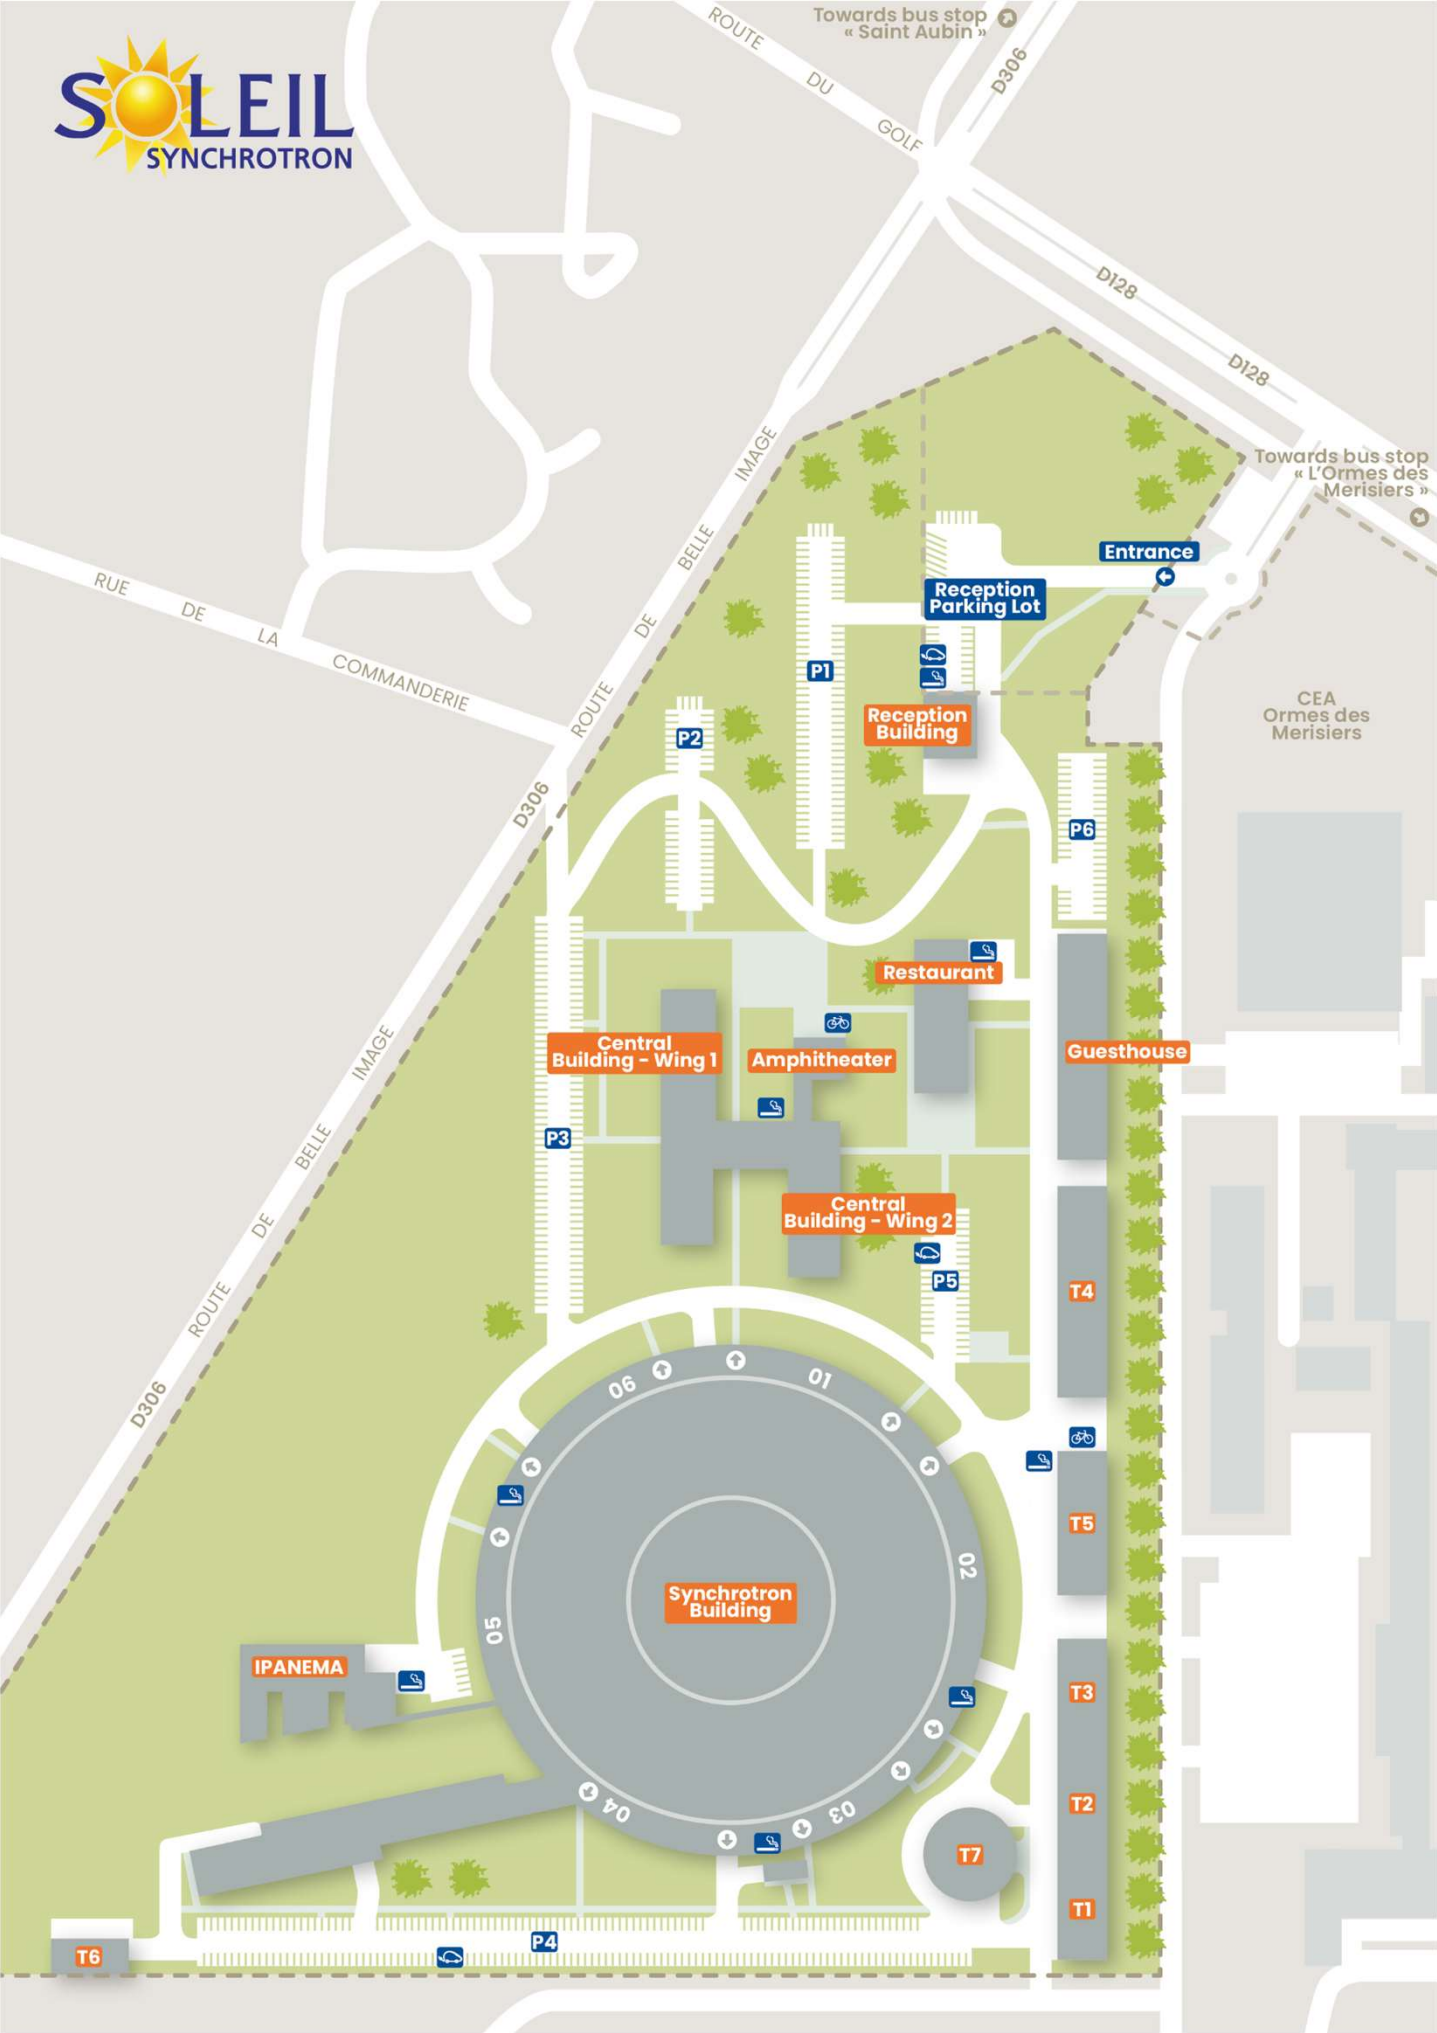 Towards bus stop
« Saint Aubin »
ROUTE DU GOLF
D306
SOLEIL
SYNCHROTRON
D128
D128
Towards bus stop
« L'Ormes des
Merisiers »
ROUTE DE BELLE IMAGE
Entrance
Reception
Parking Lot
RUE DE LA COMMANDERIE
P1
CEA
Ormes des
Merisiers
Reception
Building
P2
D306
P6
Restaurant
Central
Building - Wing 1
Amphitheater
Guesthouse
P3
ROUTE DE BELLE IMAGE
Central
Building - Wing 2
P5
T4
D306
06
01
T5
02
Synchrotron
Building
05
IPANEMA
T3
04
03
T2
T7
T1
P4
T6